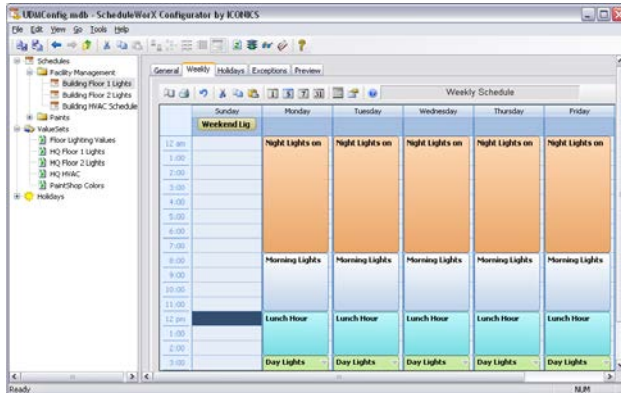 UDMConfig.mdb - ScheduleWorX Configurator by ICONICS
File Edit View Go Tools Help
Schedules
Facility Management
Building Floor 1 Lights
Building Floor 2 Lights
Building HVAC Schedule
Paints
ValueSets
Floor Lighting Values
HQ Floor 1 Lights
HQ Floor 2 Lights
HQ HVAC
PaintShop Colors
Holidays
General Weekly Holidays Exceptions Preview
1 5 7 31 Weekly Schedule
Sunday Monday Tuesday Wednesday Thursday Friday
Weekend Lig
12 am Night Lights on Night Lights on Night Lights on Night Lights on Night Lights on
1:00
2:00
3:00
4:00
5:00
6:00
7:00
8:00 Morning Lights Morning Lights Morning Lights Morning Lights Morning Lights
9:00
10:00
11:00
12 pm Lunch Hour Lunch Hour Lunch Hour Lunch Hour Lunch Hour
1:00
2:00
3:00 Day Lights Day Lights Day Lights Day Lights Day Lights
Ready NUM